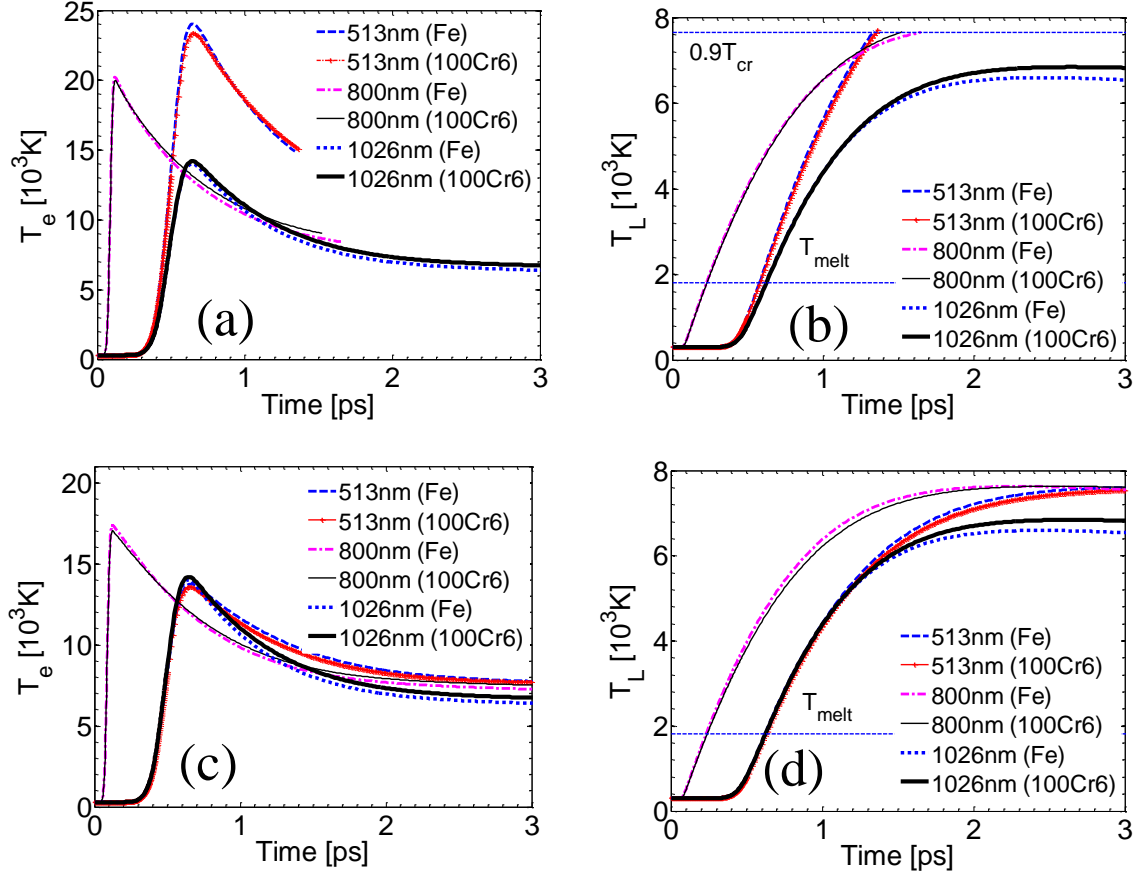 T_e [10^3K]
25
20
15
10
5
0
0
1
2
3
Time [ps]
513nm (Fe)
513nm (100Cr6)
800nm (Fe)
800nm (100Cr6)
1026nm (Fe)
1026nm (100Cr6)
(a)
T_L [10^3K]
8
6
4
2
0
0
1
2
3
Time [ps]
0.9T_cr
T_melt
513nm (Fe)
513nm (100Cr6)
800nm (Fe)
800nm (100Cr6)
1026nm (Fe)
1026nm (100Cr6)
(b)
T_e [10^3K]
20
15
10
5
0
0
1
2
3
Time [ps]
513nm (Fe)
513nm (100Cr6)
800nm (Fe)
800nm (100Cr6)
1026nm (Fe)
1026nm (100Cr6)
(c)
T_L [10^3K]
8
6
4
2
0
0
1
2
3
Time [ps]
T_melt
513nm (Fe)
513nm (100Cr6)
800nm (Fe)
800nm (100Cr6)
1026nm (Fe)
1026nm (100Cr6)
(d)